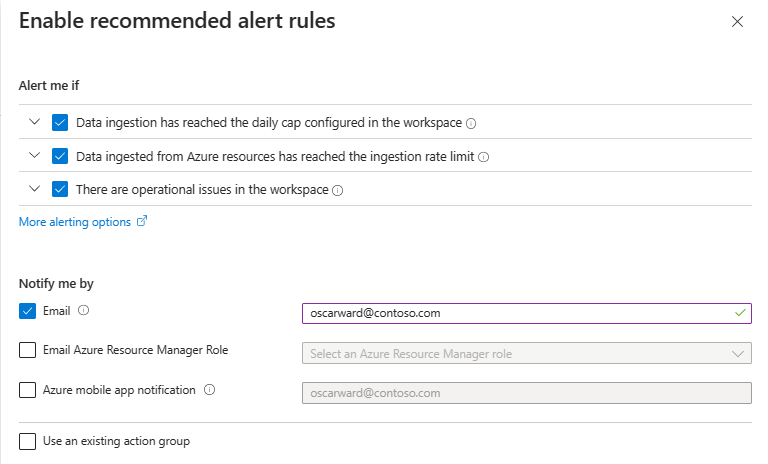 Enable recommended alert rules
Alert me if
Data ingestion has reached the daily cap configured in the workspace
Data ingested from Azure resources has reached the ingestion rate limit
There are operational issues in the workspace
More alerting options
Notify me by
Email
oscarward@contoso.com
Email Azure Resource Manager Role
Select an Azure Resource Manager role
Azure mobile app notification
oscarward@contoso.com
Use an existing action group